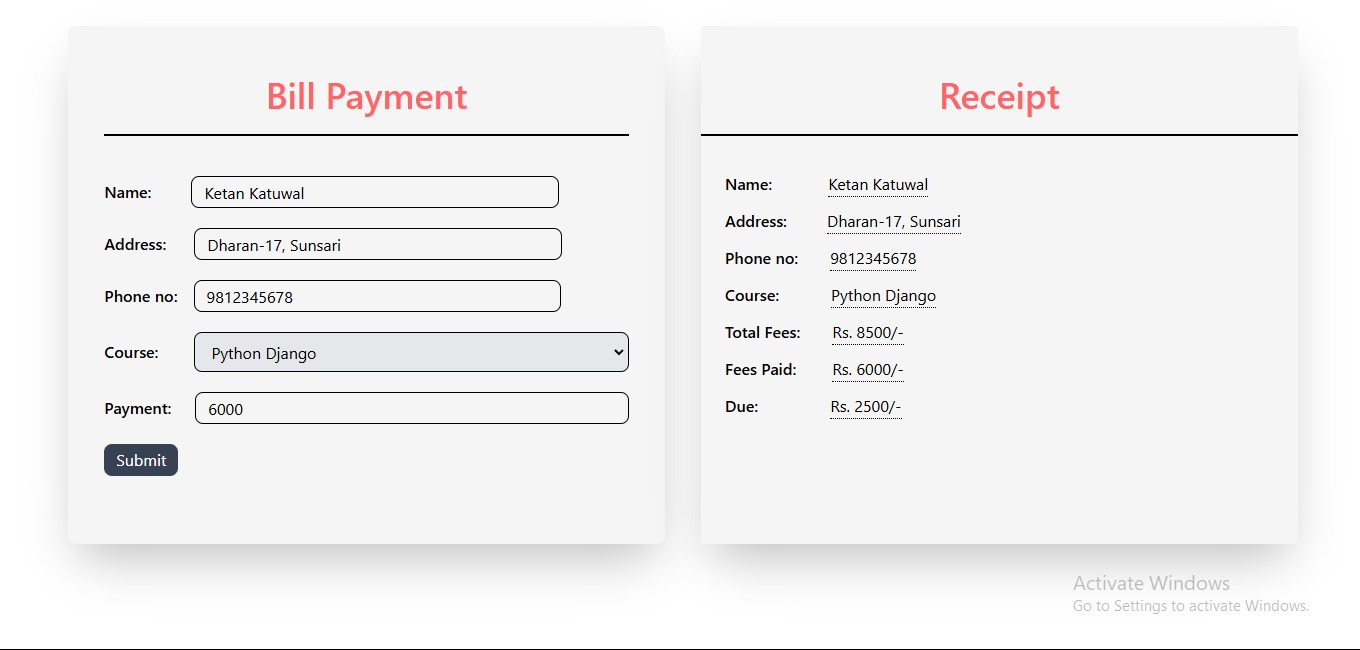 Bill Payment
Name: Ketan Katuwal
Address: Dharan-17, Sunsari
Phone no: 9812345678
Course: Python Django
Payment: 6000
Submit
Receipt
Name: Ketan Katuwal
Address: Dharan-17, Sunsari
Phone no: 9812345678
Course: Python Django
Total Fees: Rs. 8500/-
Fees Paid: Rs. 6000/-
Due: Rs. 2500/-
Activate Windows
Go to Settings to activate Windows.